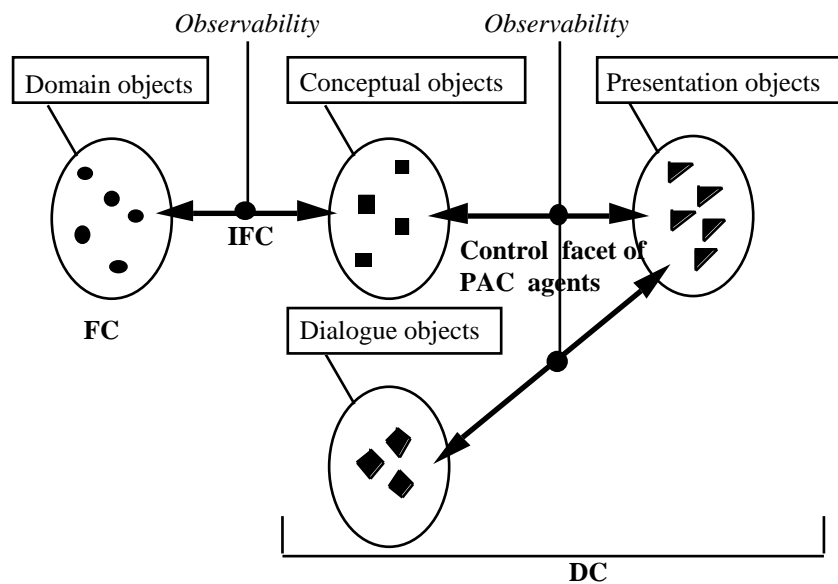 Observability
Observability
Domain objects
Conceptual objects
Presentation objects
IFC
Control facet of
PAC agents
FC
Dialogue objects
DC